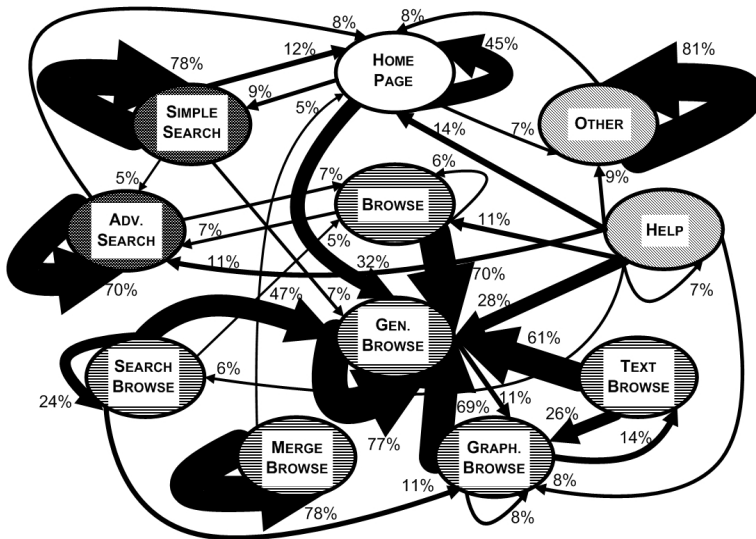 8%
8%
78%
12%
HOME
PAGE
45%
81%
9%
5%
SIMPLE
SEARCH
14%
7%
OTHER
5%
7%
6%
9%
ADV.
SEARCH
BROWSE
HELP
7%
5%
11%
70%
11%
32%
70%
7%
47%
7%
28%
GEN.
BROWSE
61%
SEARCH
BROWSE
6%
TEXT
BROWSE
24%
69%
11%
26%
77%
14%
MERGE
BROWSE
GRAPH.
BROWSE
78%
11%
8%
8%